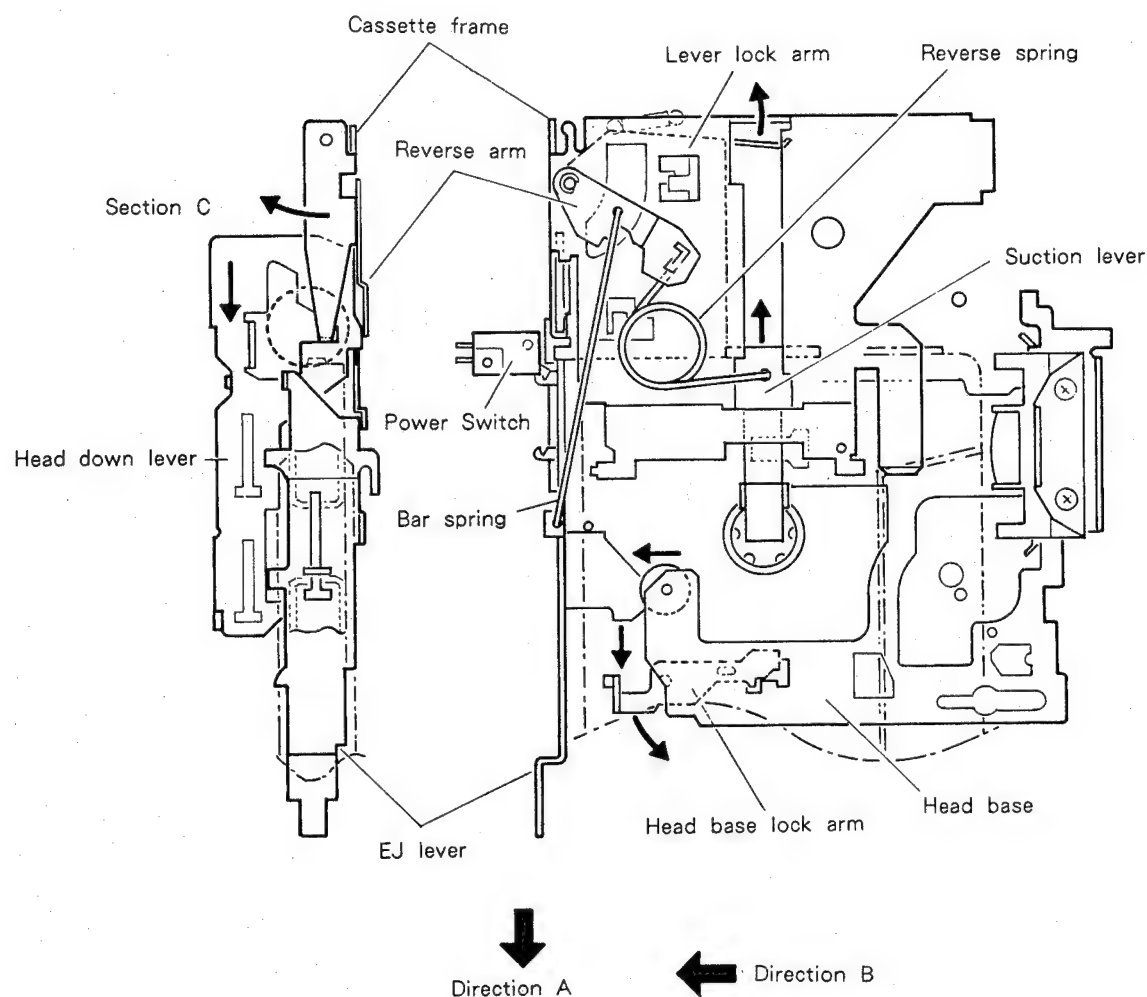 Cassette frame
Lever lock arm
Reverse spring
Reverse arm
Section C
Suction lever
Power Switch
Head down lever
Bar spring
Head base
Head base lock arm
EJ lever
Direction A
Direction B